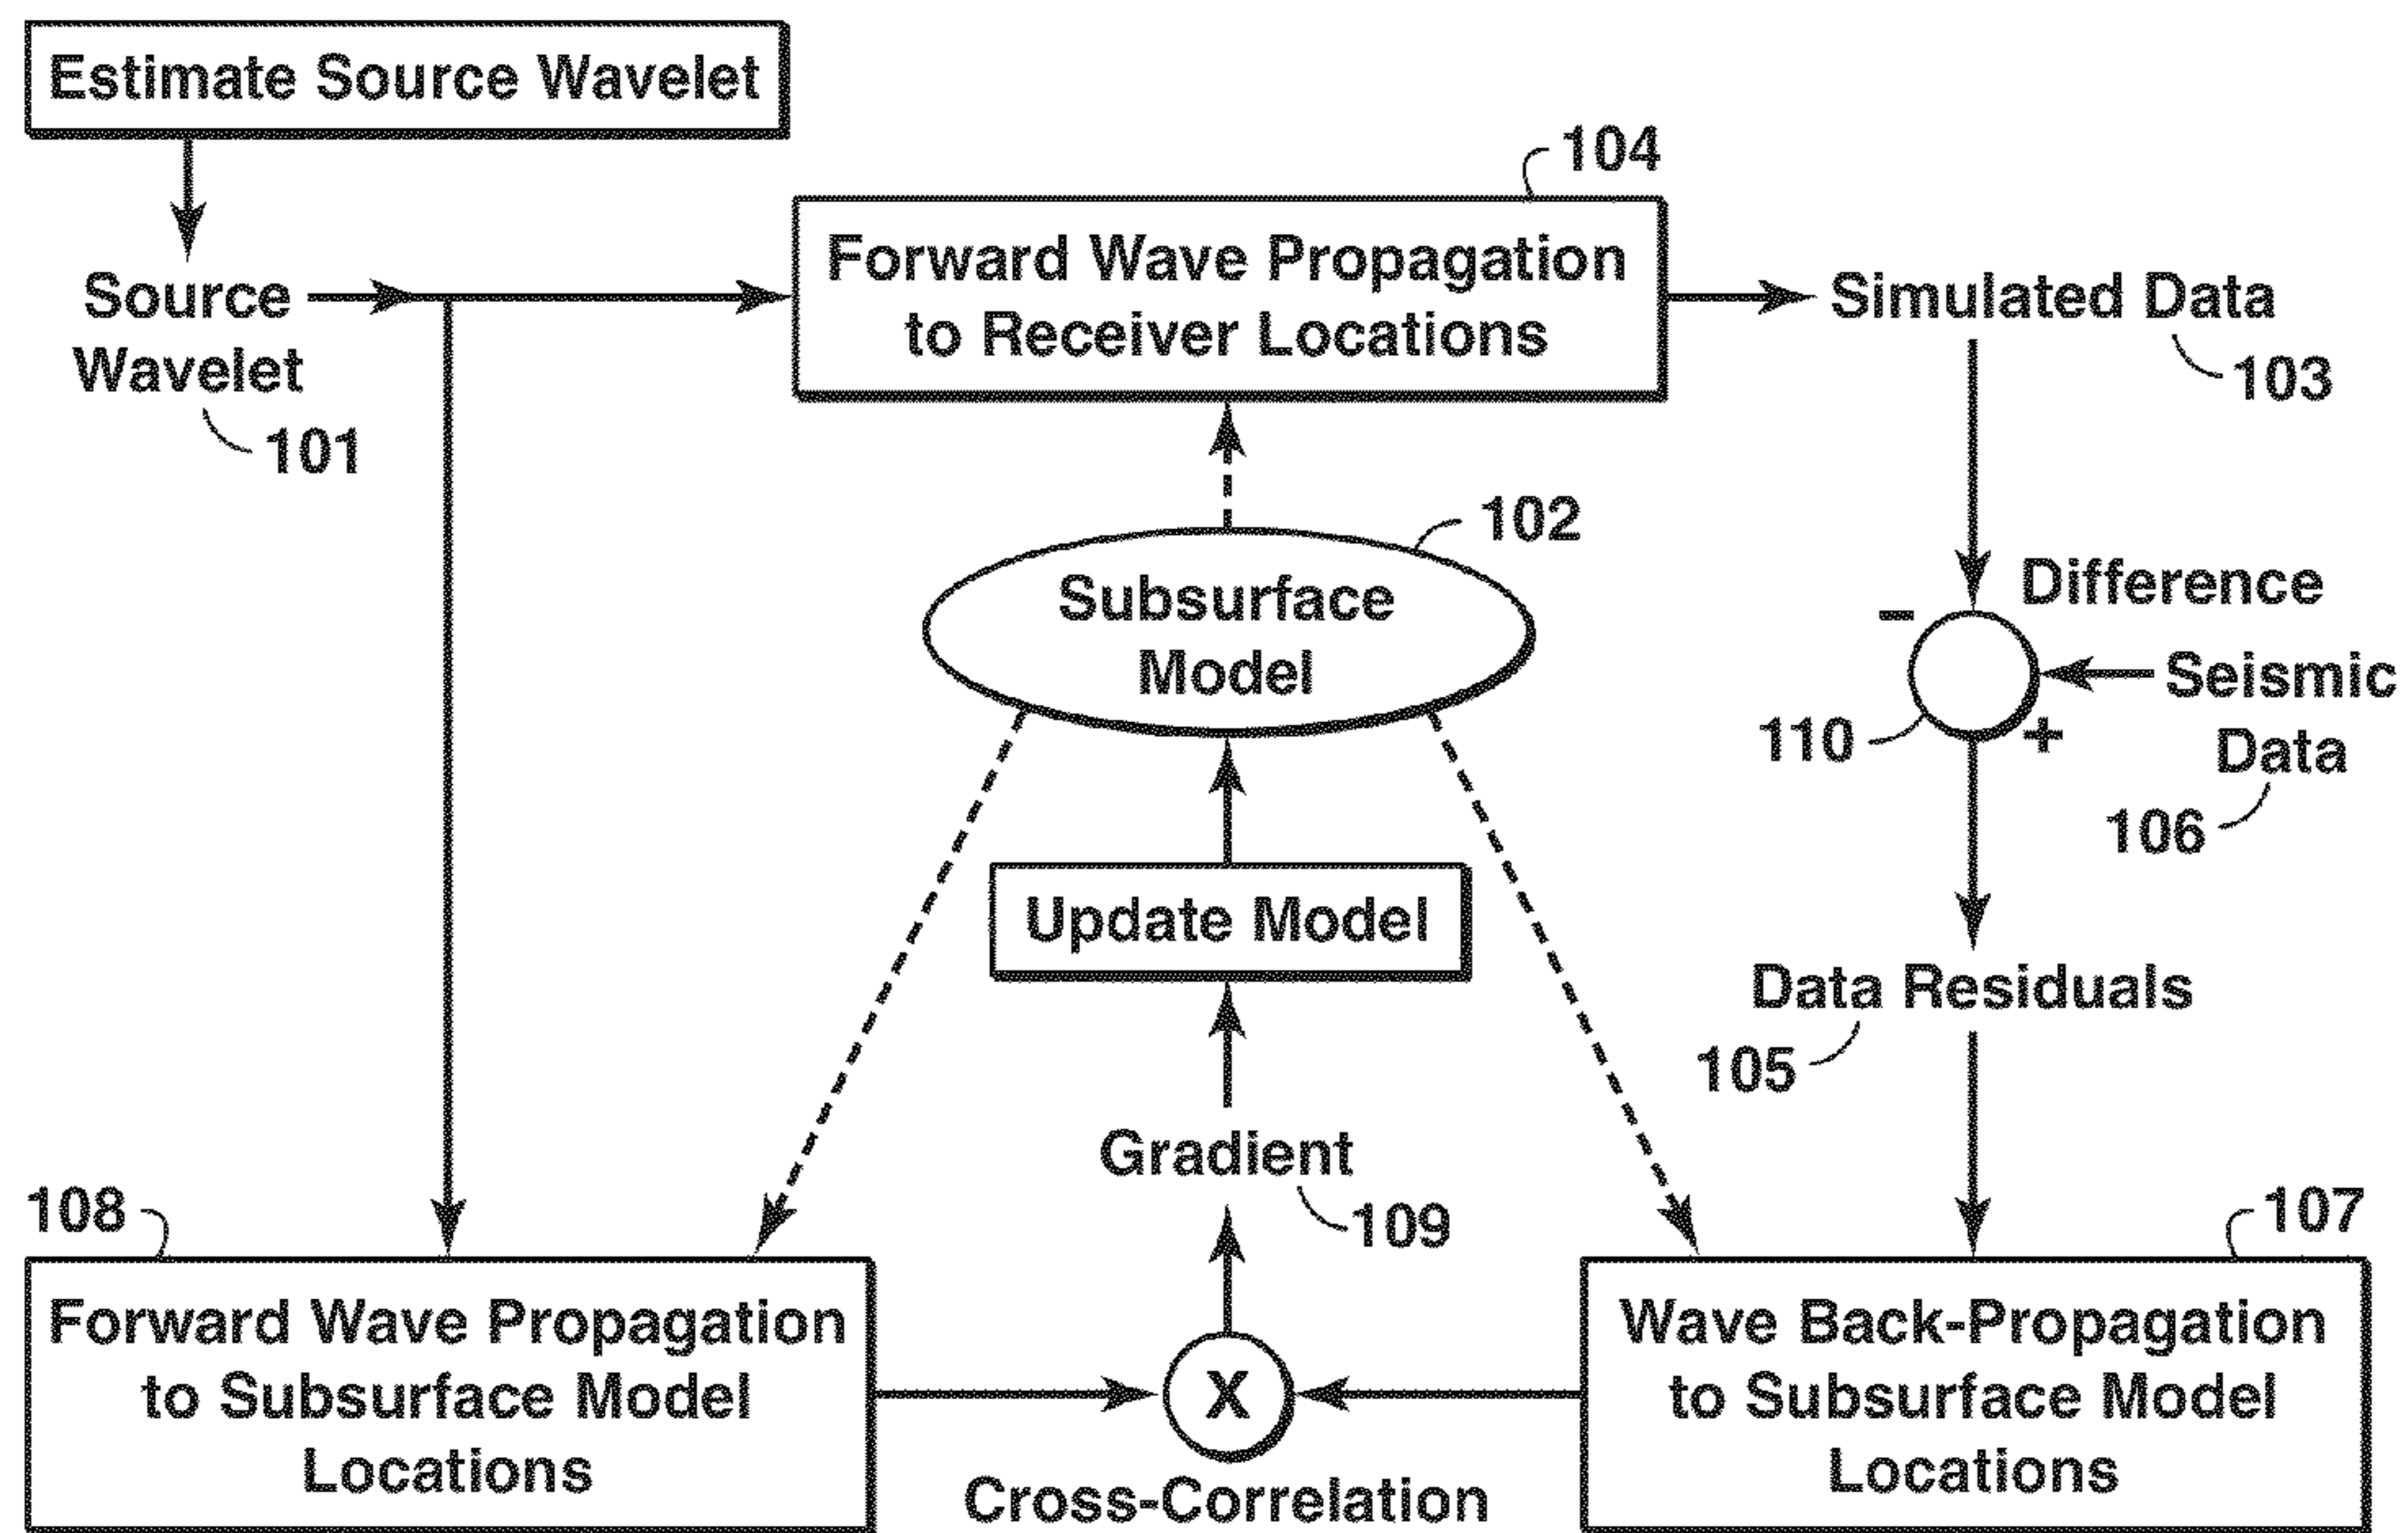 Estimate Source Wavelet
104
Forward Wave Propagation
to Receiver Locations
Source
Wavelet
101
Simulated Data
103
102
Subsurface
Model
Difference
–
Seismic
Data
110
+
106
Update Model
Data Residuals
105
Gradient
109
108
107
Forward Wave Propagation
to Subsurface Model
Locations
X
Cross-Correlation
Wave Back-Propagation
to Subsurface Model
Locations